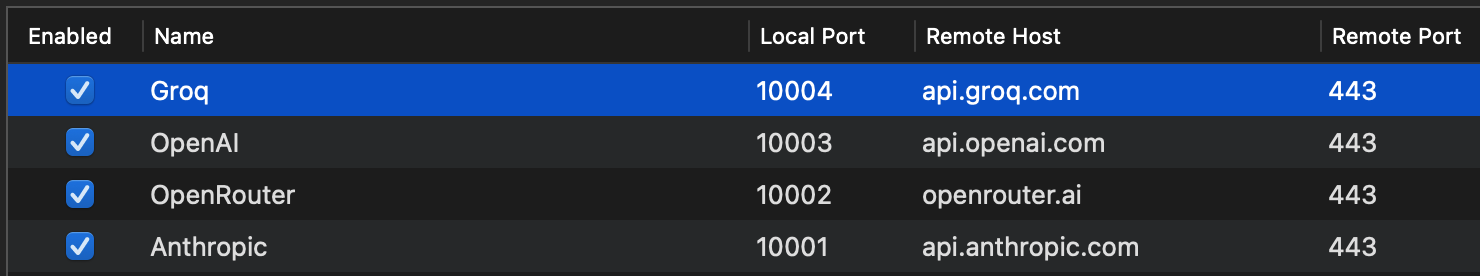 Enabled Name Local Port Remote Host Remote Port
Groq 10004 api.groq.com 443
OpenAI 10003 api.openai.com 443
OpenRouter 10002 openrouter.ai 443
Anthropic 10001 api.anthropic.com 443